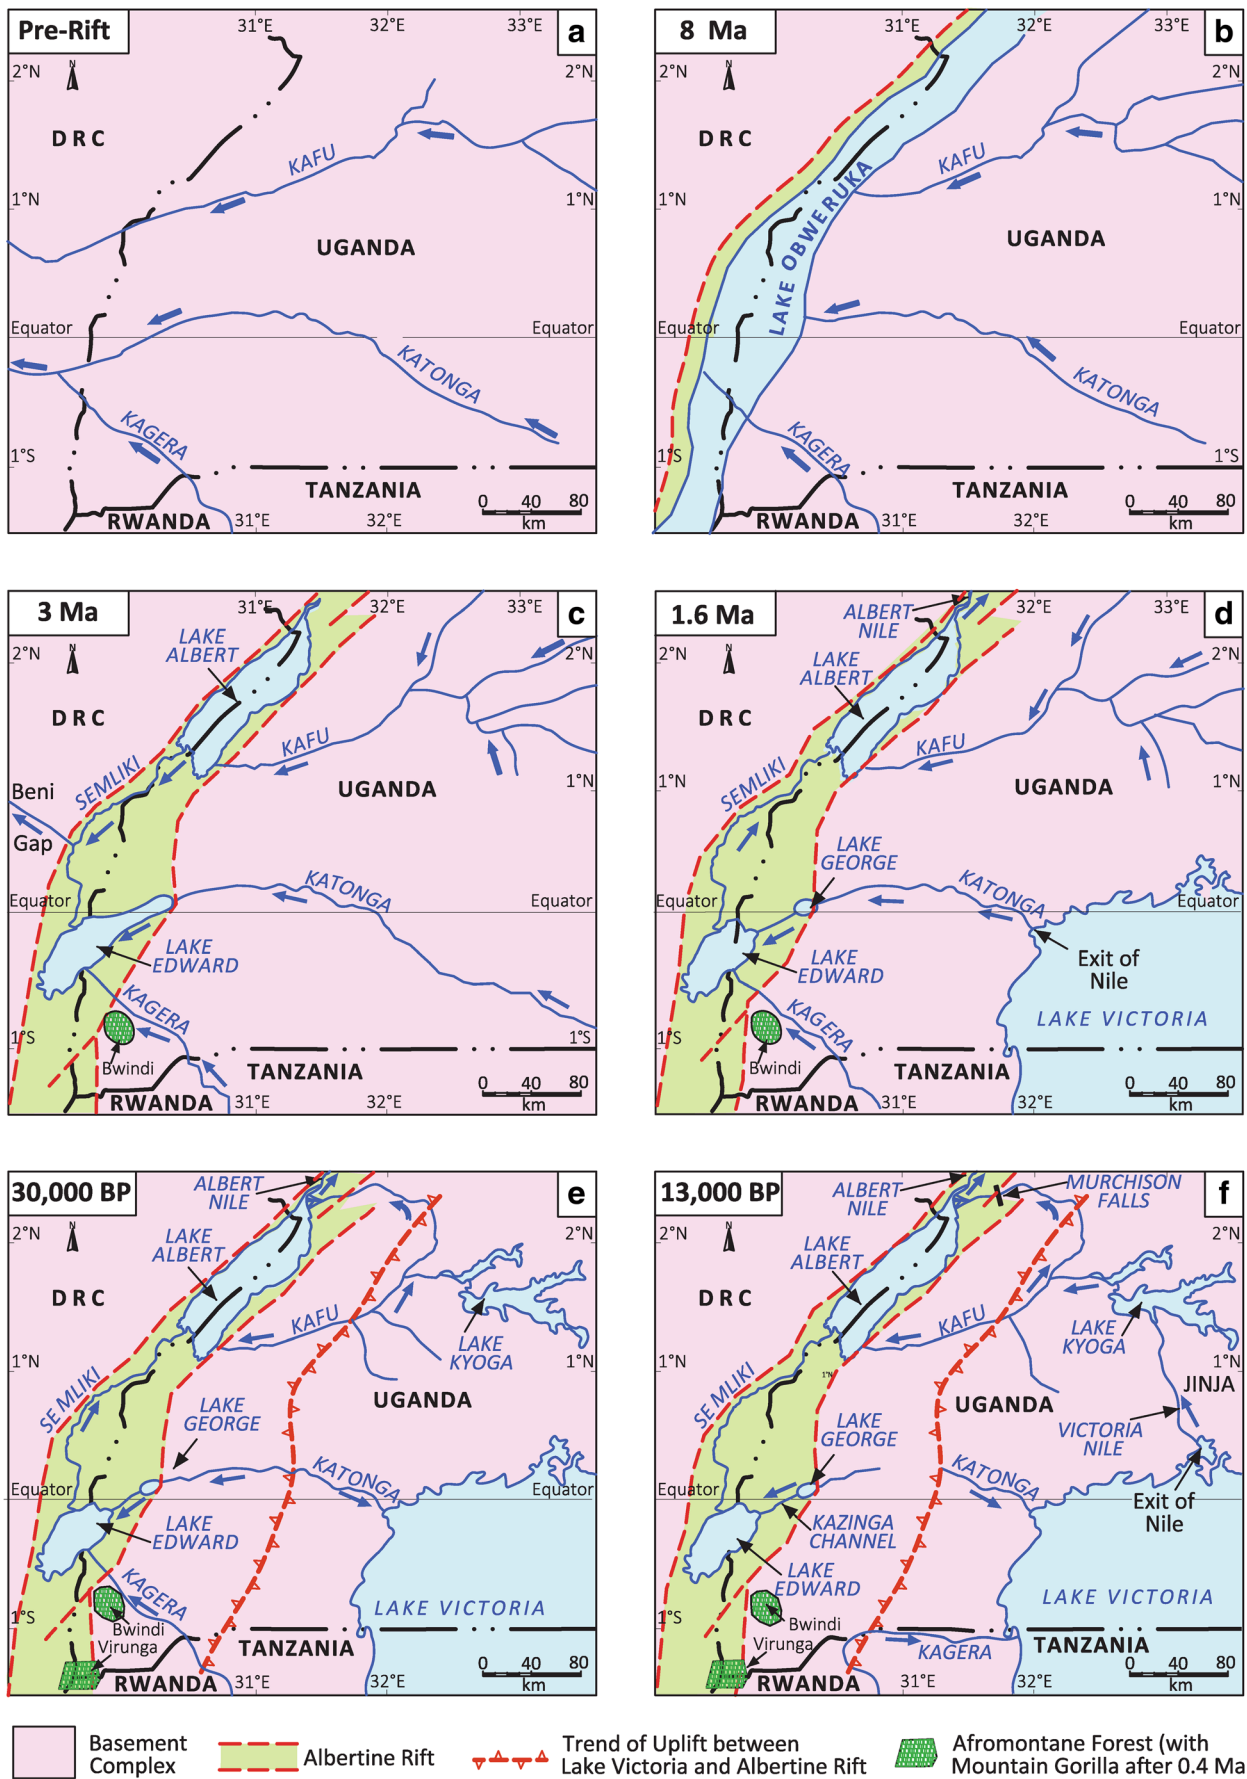 Pre-Rift
31°E
32°E
33°E
a
2°N
N
2°N
DRC
KAFU
1°N
1°N
UGANDA
Equator
Equator
KATONGA
KAGERA
1°S
TANZANIA
RWANDA
31°E
32°E
0 40 80
km
8 Ma
31°E
32°E
33°E
b
2°N
N
2°N
DRC
KAFU
1°N
1°N
LAKE OBWERUKA
UGANDA
Equator
Equator
KATONGA
KAGERA
1°S
1°S
TANZANIA
RWANDA
31°E
32°E
0 40 80
km
3 Ma
31°E
32°E
33°E
c
LAKE
ALBERT
2°N
N
2°N
DRC
KAFU
SEMLIKI
UGANDA
1°N
Beni
Gap
KATONGA
Equator
Equator
LAKE
EDWARD
KAGERA
1°S
1°S
Bwindi
TANZANIA
RWANDA
31°E
32°E
0 40 80
km
1.6 Ma
ALBERT
NILE
32°E
33°E
d
2°N
N
2°N
LAKE
ALBERT
DRC
KAFU
SEMLIKI
UGANDA
1°N
LAKE
GEORGE
KATONGA
Equator
Equator
LAKE
EDWARD
Exit of
Nile
KAGERA
LAKE VICTORIA
1°S
Bwindi
TANZANIA
RWANDA
31°E
32°E
0 40 80
km
30,000 BP
ALBERT
NILE
32°E
33°E
e
2°N
N
2°N
LAKE
ALBERT
DRC
KAFU
LAKE
KYOGA
1°N
1°N
SEMLIKI
UGANDA
LAKE
GEORGE
KATONGA
Equator
Equator
LAKE
EDWARD
KAGERA
LAKE VICTORIA
1°S
Bwindi
Virunga
TANZANIA
RWANDA
31°E
32°E
0 40 80
km
13,000 BP
ALBERT
NILE
MURCHISON
FALLS
f
2°N
N
2°N
LAKE
ALBERT
DRC
KAFU
LAKE
KYOGA
1°N
1°N
1°N
JINJA
SEMLIKI
UGANDA
VICTORIA
NILE
LAKE
GEORGE
KATONGA
Equator
Equator
Exit of
Nile
KAZINGA
CHANNEL
LAKE
EDWARD
LAKE VICTORIA
1°S
Bwindi
Virunga
KAGERA
TANZANIA
RWANDA
31°E
32°E
0 40 80
km
Basement
Complex
Albertine Rift
Trend of Uplift between
Lake Victoria and Albertine Rift
Afromontane Forest (with
Mountain Gorilla after 0.4 Ma